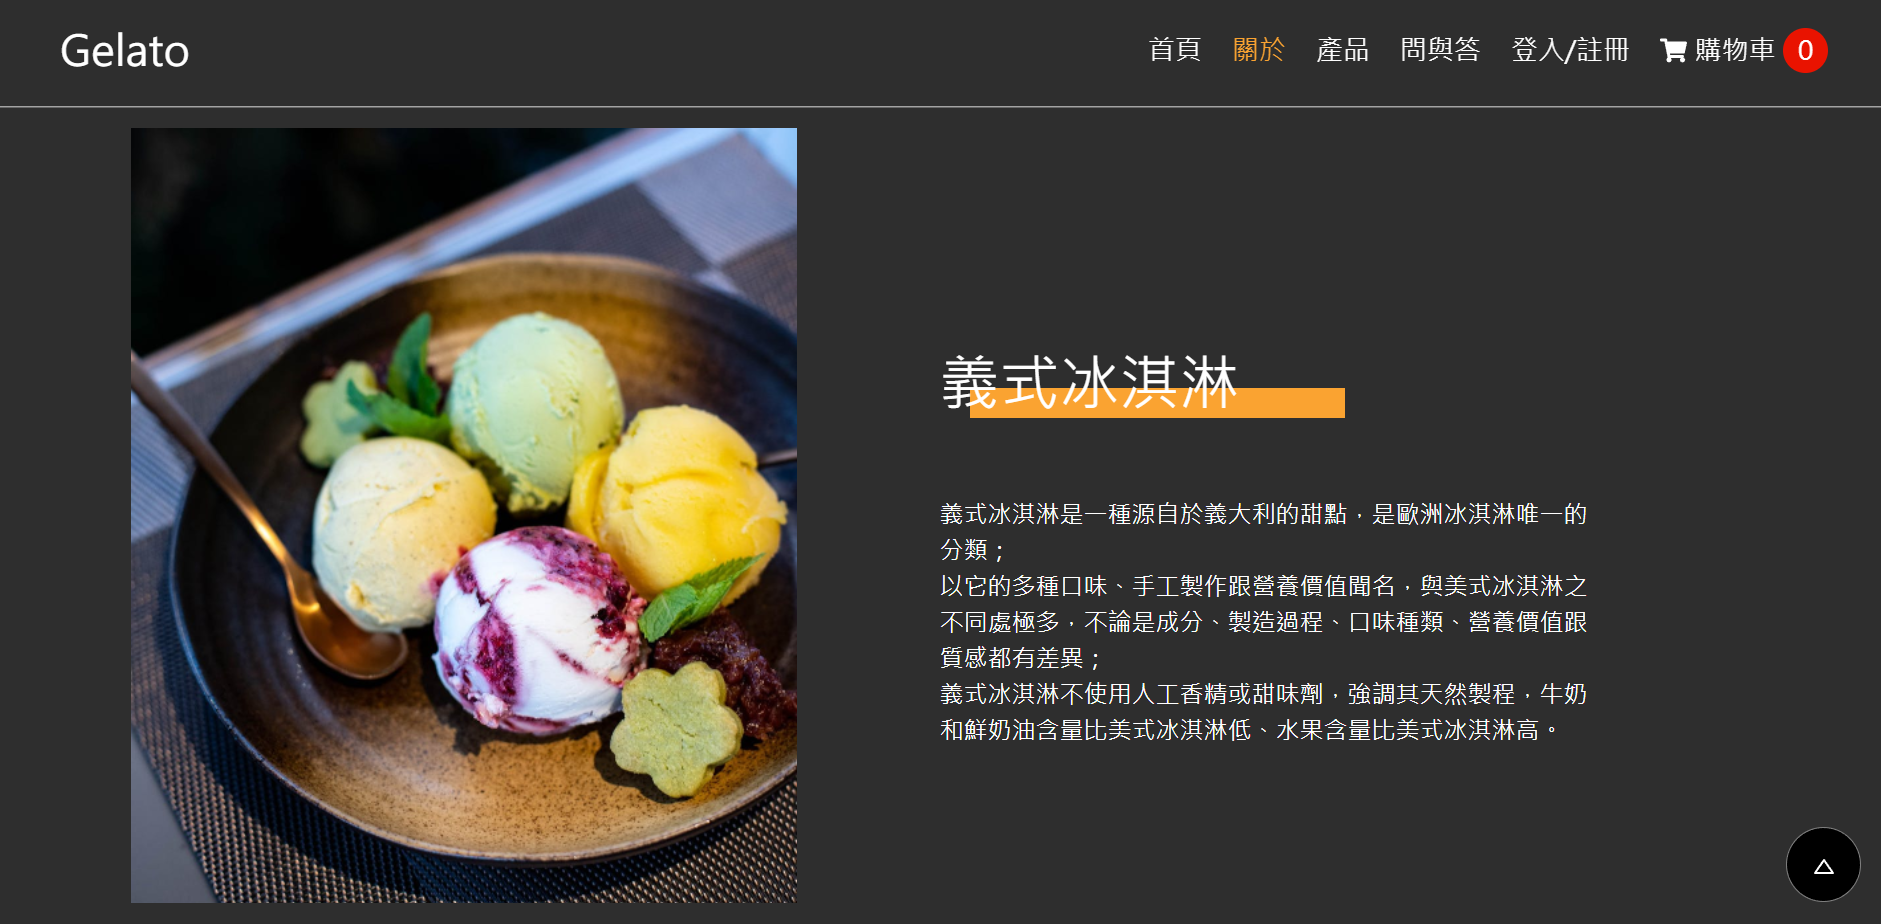 Gelato
首頁 關於 產品 問與答 登入/註冊 購物車 0
義式冰淇淋
義式冰淇淋是一種源自於義大利的甜點，是歐洲冰淇淋唯一的
分類；
以它的多種口味、手工製作跟營養價值聞名，與美式冰淇淋之
不同處極多，不論是成分、製造過程、口味種類、營養價值跟
質感都有差異；
義式冰淇淋不使用人工香精或甜味劑，強調其天然製程，牛奶
和鮮奶油含量比美式冰淇淋低、水果含量比美式冰淇淋高。